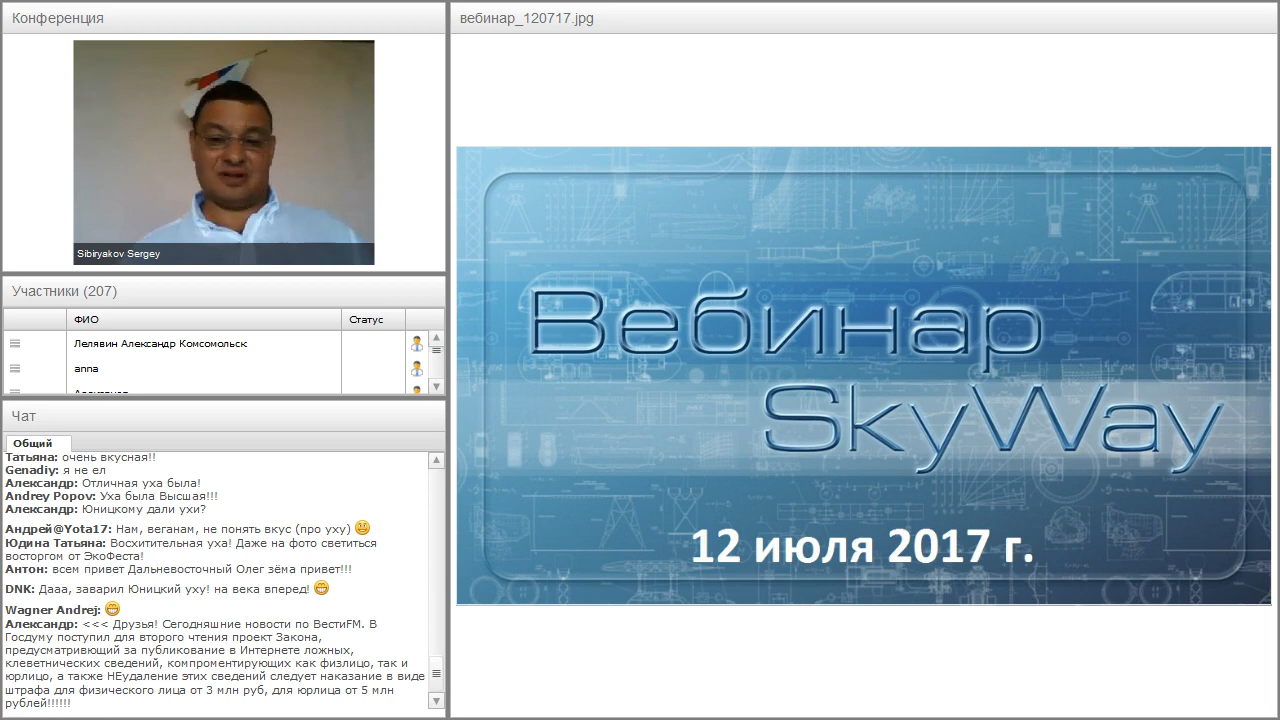 Конференция
Sibiryakov Sergey
Участники (207)
ФИО Статус
Лелявин Александр Комсомольск
anna
Чат
Общий
Татьяна: очень вкусная!!
Genadiy: я не ел
Александр: Отличная уха была!
Andrey Popov: Уха была Высшая!!!
Александр: Юницкому дали ухи?
Андрей@Yota17: Нам, веганам, не понять вкус (про уху)
Юдина Татьяна: Восхитительная уха! Даже на фото светиться
восторгом от ЭкоФеста!
Антон: всем привет Дальневосточный Олег зёма привет!!!
DNK: Дааа, заварил Юницкий уху! на века вперед!
Wagner Andrej:
Александр: <<< Друзья! Сегодняшние новости по ВестиFM. В
Госдуму поступил для второго чтения проект Закона,
предусматривющий за публикование в Интернете ложных,
клеветнических сведений, компроментирующих как физлицо, так и
юрлицо, а также НЕудаление этих сведений следует наказание в виде
штрафа для физического лица от 3 млн руб, для юрлица от 5 млн
рублей!!!!!!
вебинар_120717.jpg
Вебинар
SkyWay
12 июля 2017 г.